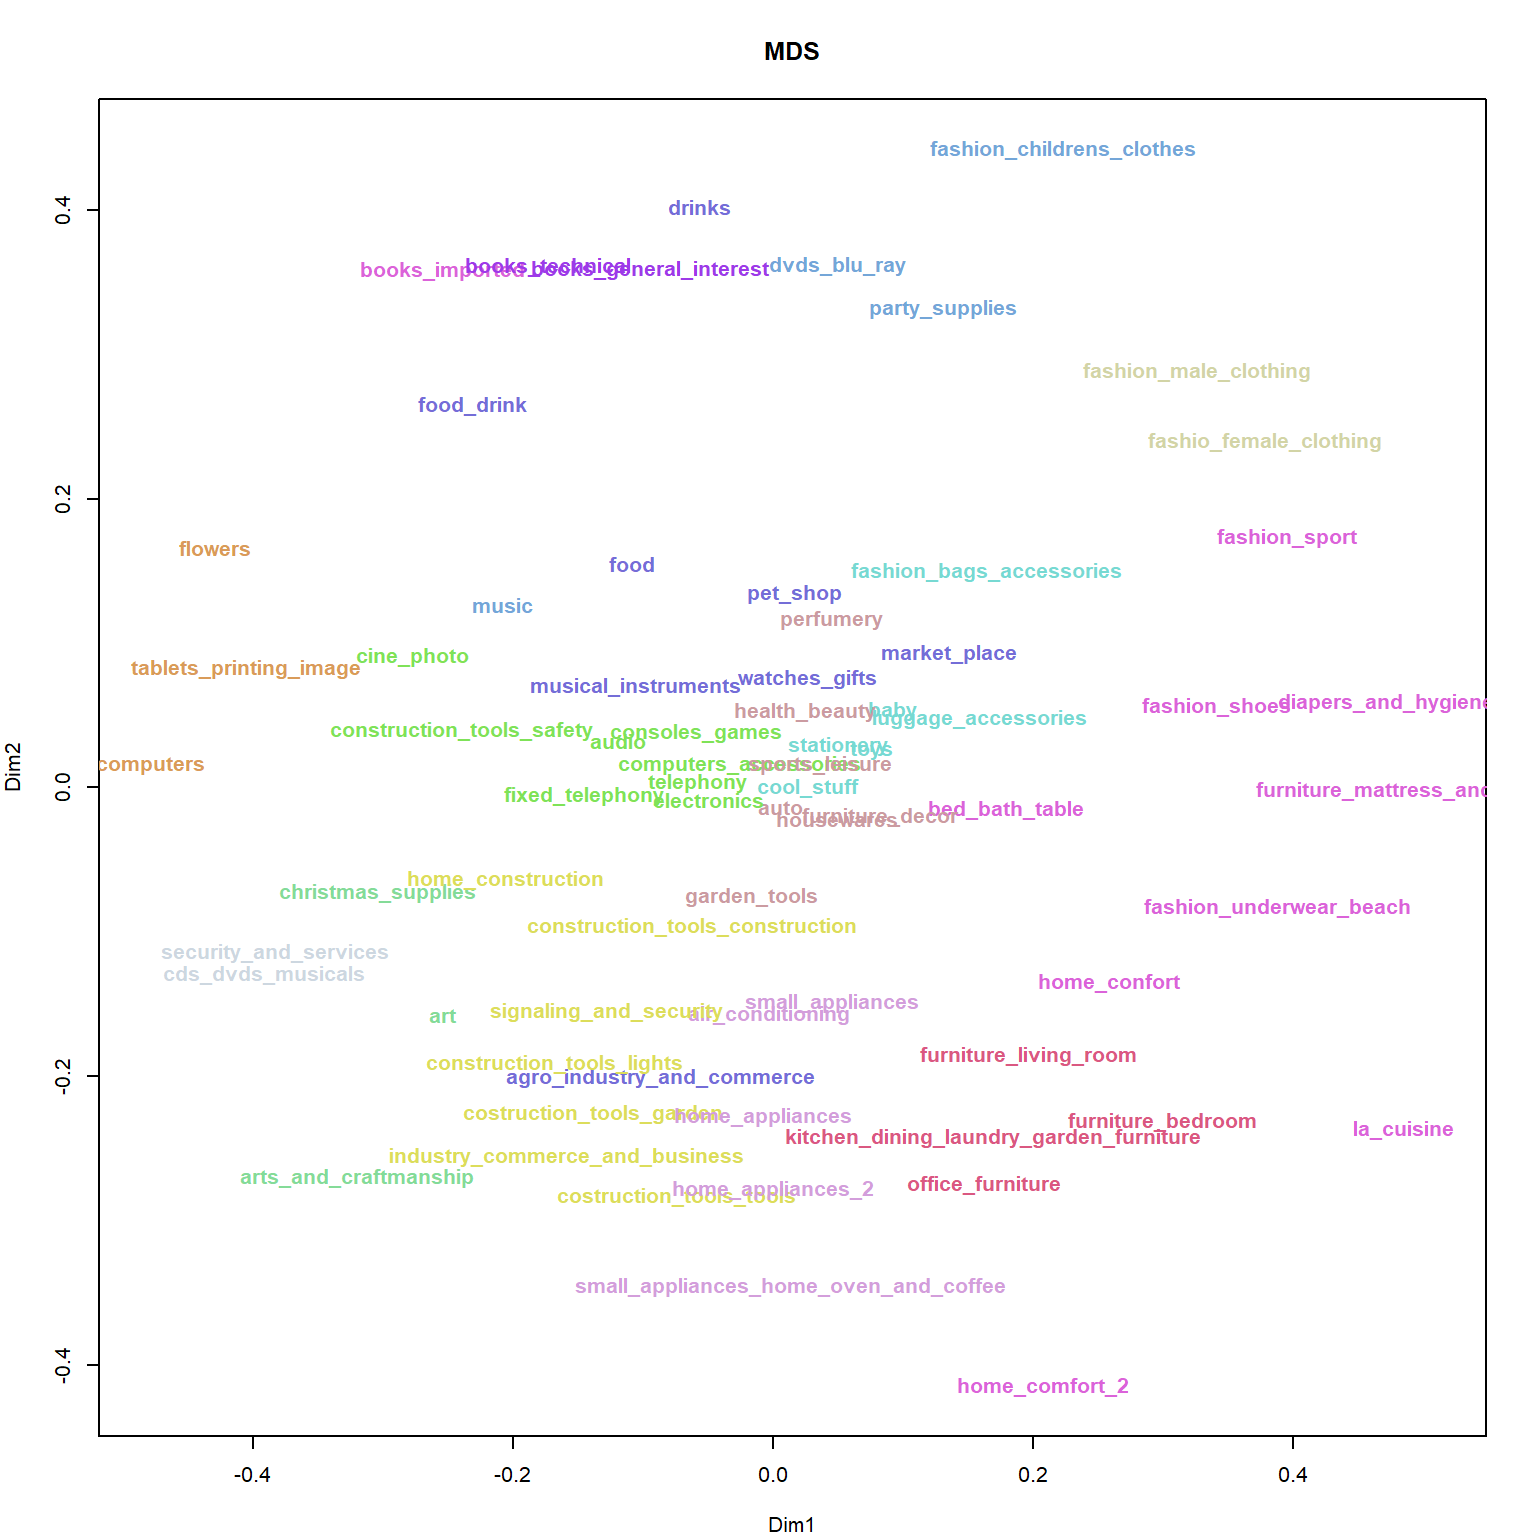 MDS
fashion_childrens_clothes
drinks
0.4
books_technical
dvds_blu_ray
books_imported
books_general_interest
party_supplies
fashion_male_clothing
food_drink
fashio_female_clothing
0.2
fashion_sport
flowers
food
fashion_bags_accessories
pet_shop
music
perfumery
cine_photo
market_place
tablets_printing_image
watches_gifts
musical_instruments
diapers_and_hygiene
fashion_shoes
health_beauty
baby
luggage_accessories
construction_tools_safety
consoles_games
audio
stationery
toys
computers
computers_accessories
sports_leisure
Dim2
0.0
telephony
cool_stuff
furniture_mattress_and
fixed_telephony
electronics
auto
bed_bath_table
furniture_decor
housewares
home_construction
christmas_supplies
garden_tools
fashion_underwear_beach
construction_tools_construction
security_and_services
cds_dvds_musicals
home_confort
small_appliances
signaling_and_security
air_conditioning
art
furniture_living_room
construction_tools_lights
-0.2
agro_industry_and_commerce
costruction_tools_garden
home_appliances
furniture_bedroom
la_cuisine
kitchen_dining_laundry_garden_furniture
industry_commerce_and_business
arts_and_craftmanship
office_furniture
home_appliances_2
costruction_tools_tools
small_appliances_home_oven_and_coffee
-0.4
home_comfort_2
-0.4 -0.2 0.0 0.2 0.4
Dim1